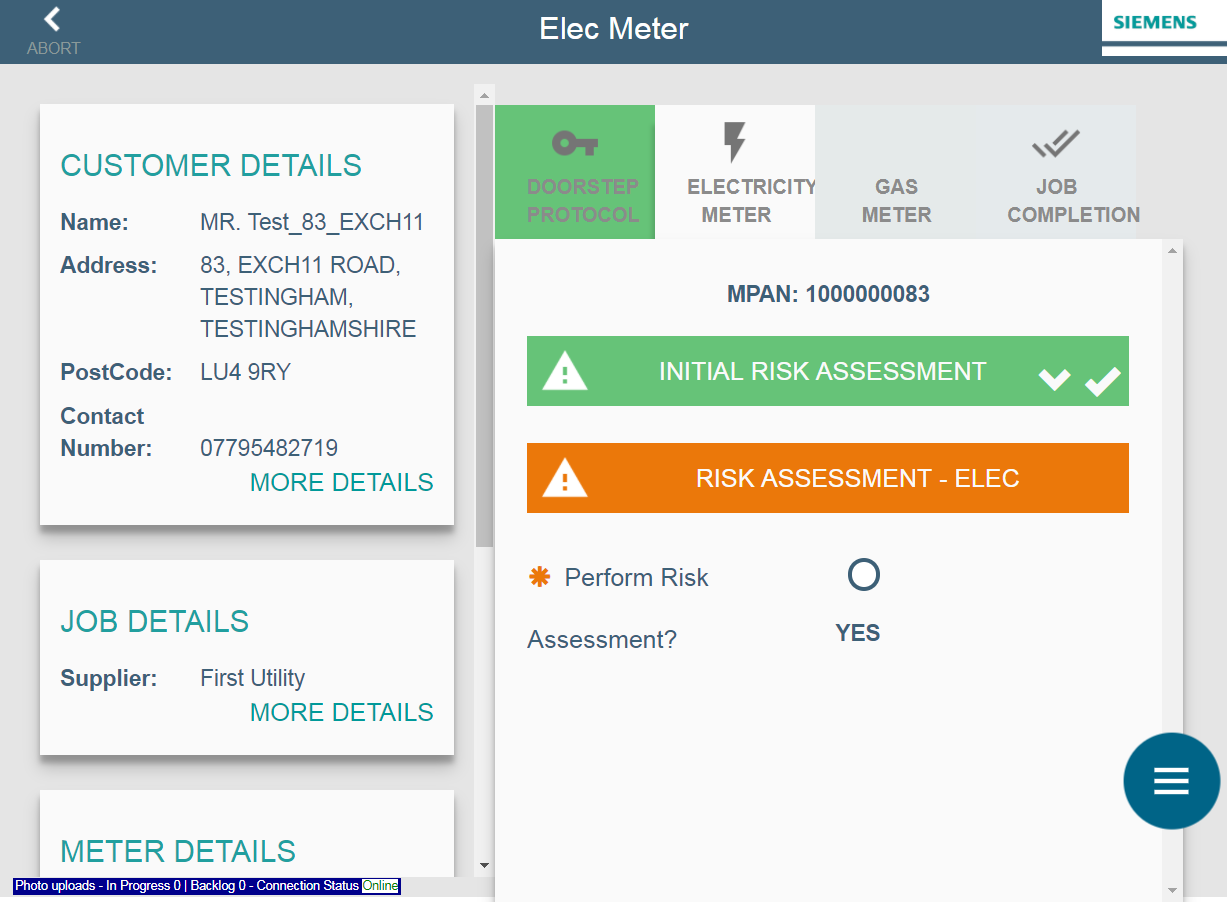 ABORT
Elec Meter
SIEMENS
CUSTOMER DETAILS
Name: MR. Test_83_EXCH11
Address: 83, EXCH11 ROAD,
TESTINGHAM,
TESTINGHAMSHIRE
PostCode: LU4 9RY
Contact
Number: 07795482719
MORE DETAILS
JOB DETAILS
Supplier: First Utility
MORE DETAILS
METER DETAILS
DOORSTEP
PROTOCOL
ELECTRICITY
METER
GAS
METER
JOB
COMPLETION
MPAN: 1000000083
INITIAL RISK ASSESSMENT
RISK ASSESSMENT - ELEC
Perform Risk
Assessment?
YES
Photo uploads - In Progress 0 | Backlog 0 - Connection Status Online